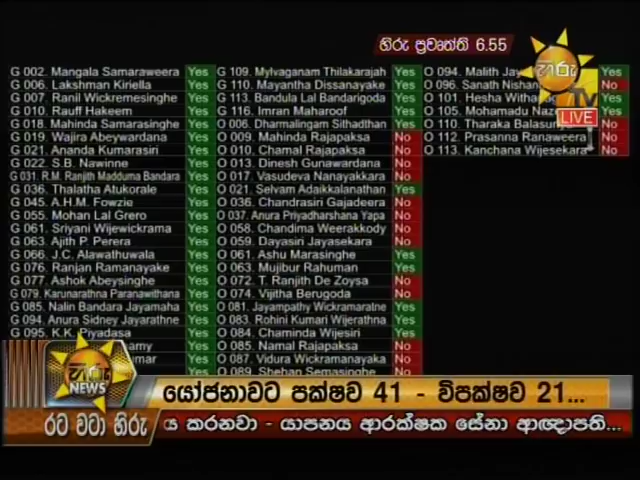 හිරු ප්‍රවෘත්ති 6.55
G 002. Mangala Samaraweera Yes
G 006. Lakshman Kiriella Yes
G 007. Ranil Wickremesinghe Yes
G 010. Rauff Hakeem Yes
G 018. Mahinda Samarasinghe Yes
G 019. Wajira Abeywardana Yes
G 021. Ananda Kumarasiri Yes
G 022. S.B. Nawinne Yes
G 031. R.M. Ranjith Madduma Bandara Yes
G 036. Thalatha Atukorale Yes
G 045. A.H.M. Fowzie Yes
G 055. Mohan Lal Grero Yes
G 061. Sriyani Wijewickrama Yes
G 063. Ajith P. Perera Yes
G 066. J.C. Alawathuwala Yes
G 076. Ranjan Ramanayake Yes
G 077. Ashok Abeysinghe Yes
G 079. Karunarathna Paranawithana Yes
G 085. Nalin Bandara Jayamaha Yes
G 094. Anura Sidney Jayarathne Yes
G 095. K.K. Piyadasa Yes
Yes
Yes
G 109. Mylvaganam Thilakarajah Yes
G 110. Mayantha Dissanayake Yes
G 113. Bandula Lal Bandarigoda Yes
G 116. Imran Maharoof Yes
O 006. Dharmalingam Sithadthan Yes
O 009. Mahinda Rajapaksa No
O 010. Chamal Rajapaksa No
O 013. Dinesh Gunawardana No
O 017. Vasudeva Nanayakkara No
O 021. Selvam Adaikkalanathan Yes
O 036. Chandrasiri Gajadeera No
O 037. Anura Priyadharshana Yapa No
O 058. Chandima Weerakkody No
O 059. Dayasiri Jayasekara No
O 061. Ashu Marasinghe Yes
O 063. Mujibur Rahuman Yes
O 072. T. Ranjith De Zoysa No
O 074. Vijitha Berugoda No
O 081. Jayampathy Wickramaratne Yes
O 083. Rohini Kumari Wijerathna Yes
O 084. Chaminda Wijesiri Yes
O 085. Namal Rajapaksa No
O 087. Vidura Wickramanayaka No
O 089. Shehan Semasinghe No
O 094. Malith Yes
O 096. Sanath No
O 101. Hesha Yes
O 105. Mohamadu Yes
O 110. Tharaka No
O 112. Prasanna Ranaweera No
O 113. Kanchana Wijesekara No
හිරු
TV
LIVE
හිරු
NEWS
රට වටා හිරු
යෝජනාවට පක්ෂව 41 - විපක්ෂව 21...
ය කරනවා - යාපනය ආරක්ෂක සේනා ආඥාපති...